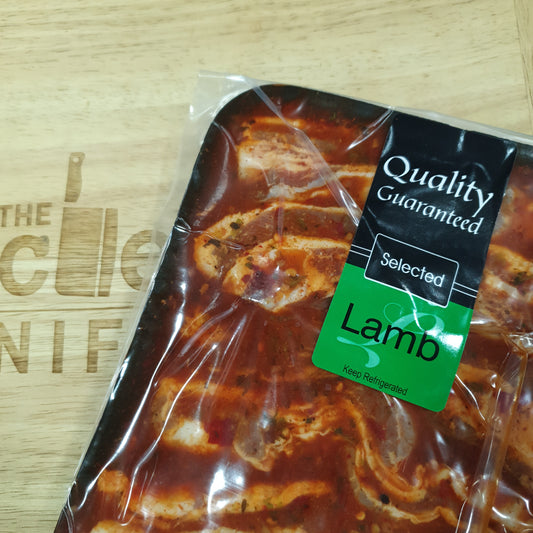 THE
Quality
Guaranteed
Selected
Lamb
Keep Refrigerated